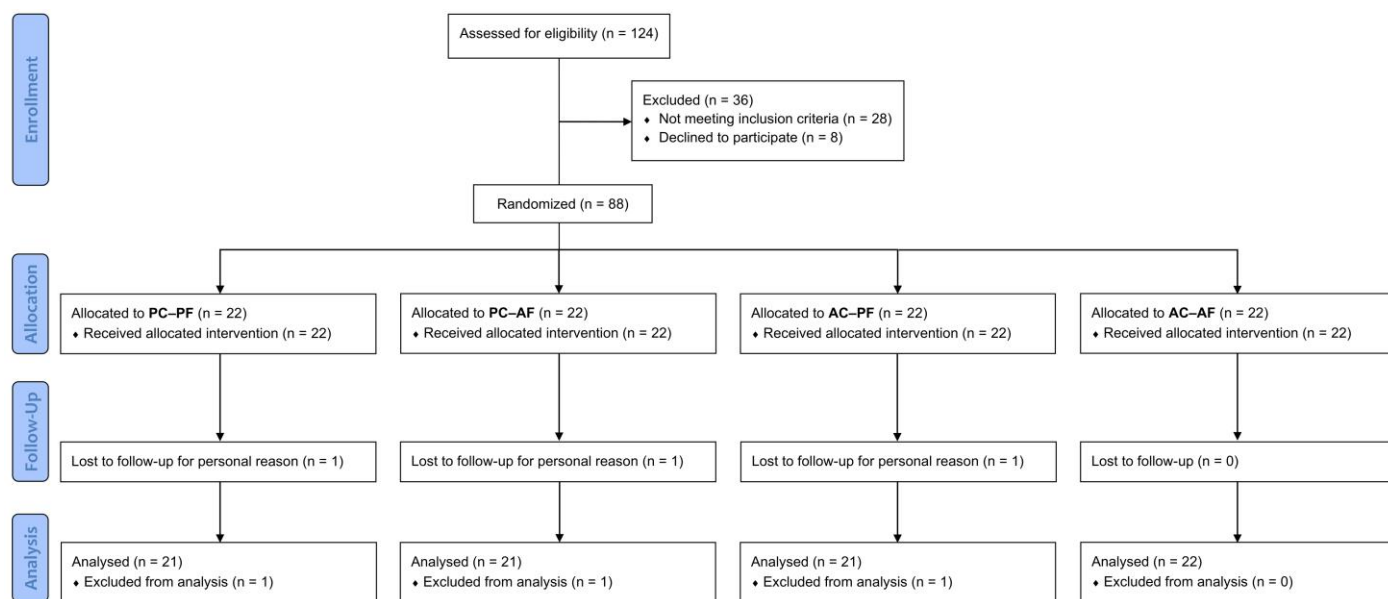 Enrollment
Assessed for eligibility (n = 124)
Excluded (n = 36)
⬧ Not meeting inclusion criteria (n = 28)
⬧ Declined to participate (n = 8)
Randomized (n = 88)
Allocation
Allocated to PC–PF (n = 22)
⬧ Received allocated intervention (n = 22)
Allocated to PC–AF (n = 22)
⬧ Received allocated intervention (n = 22)
Allocated to AC–PF (n = 22)
⬧ Received allocated intervention (n = 22)
Allocated to AC–AF (n = 22)
⬧ Received allocated intervention (n = 22)
Follow-Up
Lost to follow-up for personal reason (n = 1)
Lost to follow-up for personal reason (n = 1)
Lost to follow-up for personal reason (n = 1)
Lost to follow-up (n = 0)
Analysis
Analysed (n = 21)
⬧ Excluded from analysis (n = 1)
Analysed (n = 21)
⬧ Excluded from analysis (n = 1)
Analysed (n = 21)
⬧ Excluded from analysis (n = 1)
Analysed (n = 22)
⬧ Excluded from analysis (n = 0)